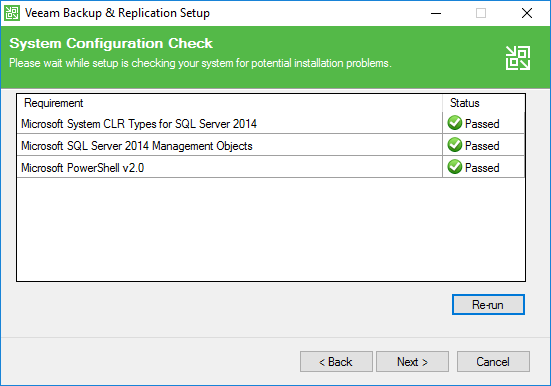 Veeam Backup & Replication Setup
System Configuration Check
Please wait while setup is checking your system for potential installation problems.
Requirement Status
Microsoft System CLR Types for SQL Server 2014 Passed
Microsoft SQL Server 2014 Management Objects Passed
Microsoft PowerShell v2.0 Passed
Re-run
< Back Next > Cancel